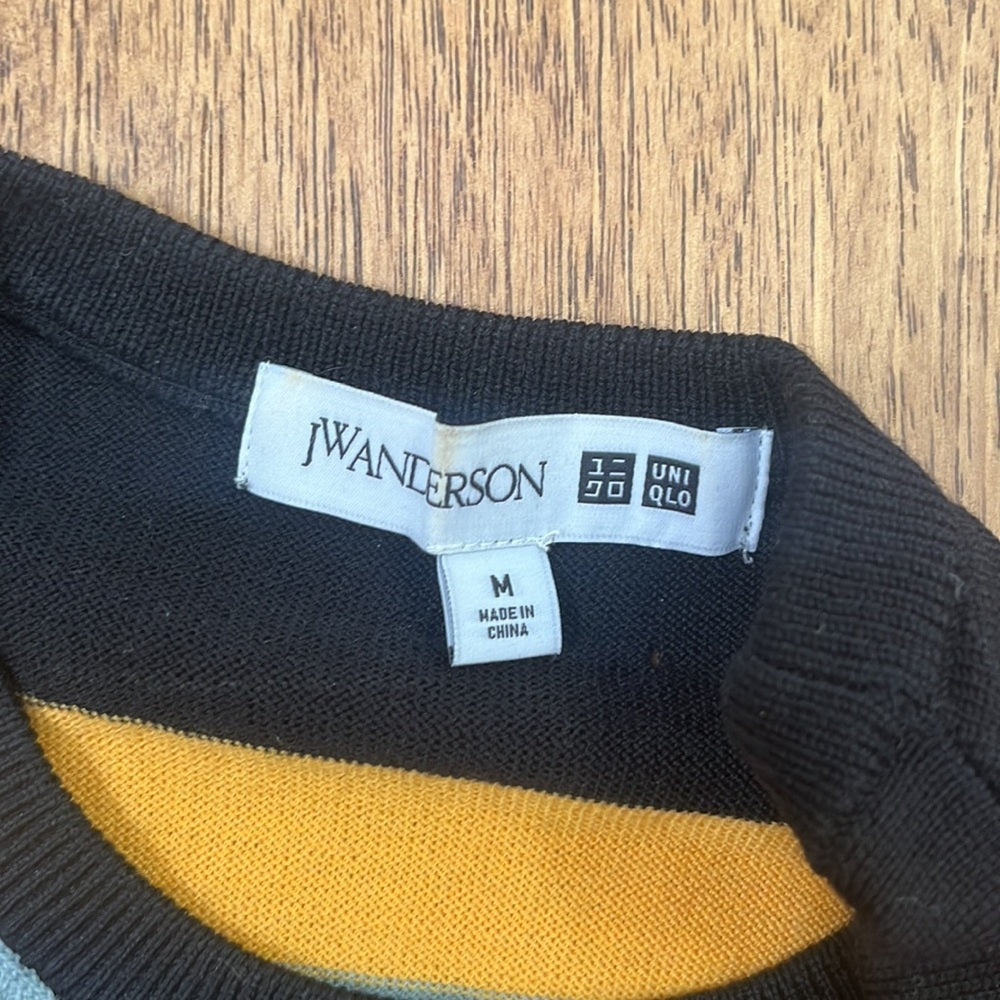 JWANDERSON
ユニ
クロ
UNI
QLO
M
MADE IN
CHINA